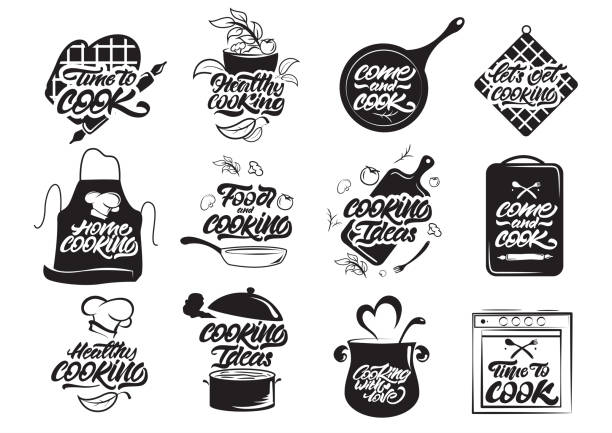 Time to
COOK
Healthy
COOKING
come
and
cook
Let's Get
COOKING
Home
COOKING
Food
and
COOKING
COOKING
Ideas
come
and
cook
Healthy
COOKING
COOKING
Ideas
Cooking
with
love
Time To
COOK